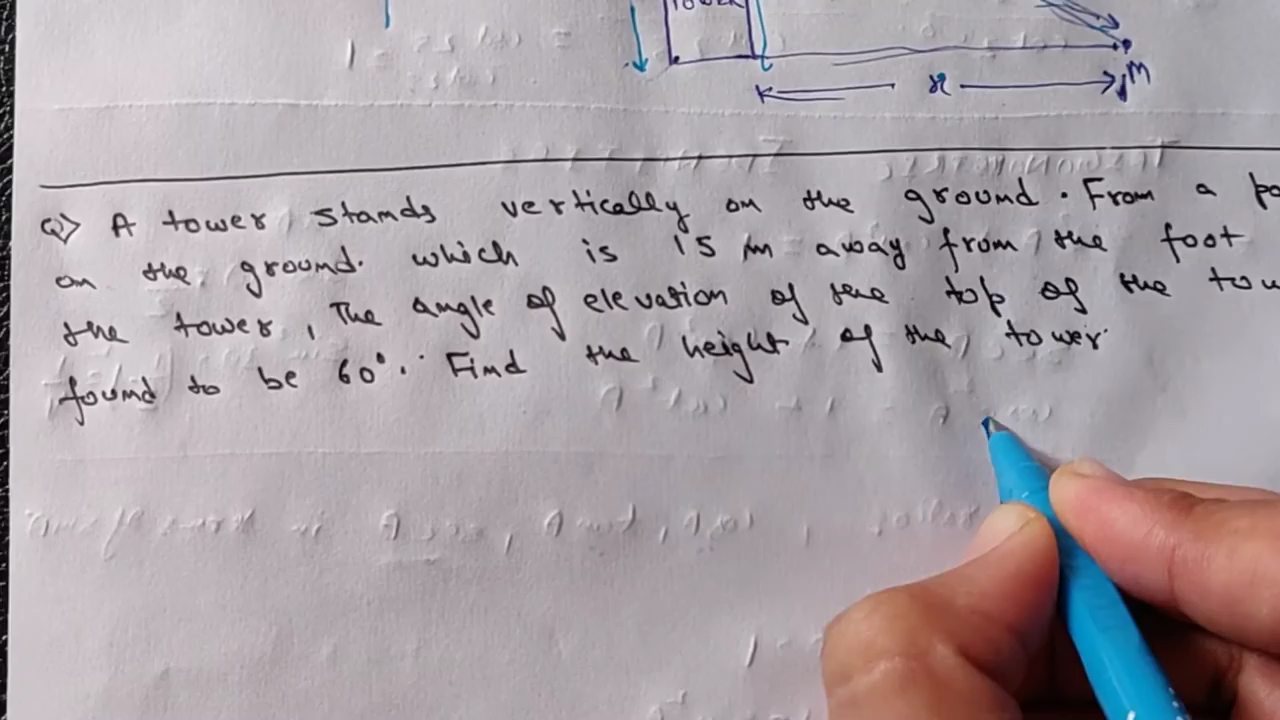 TOWER
x
M
Q> A tower stands vertically on the ground. From a po
on the ground. which is 15 m away from the foot
the tower, The angle of elevation of the top of the tow
found to be 60°. Find the height of the tower